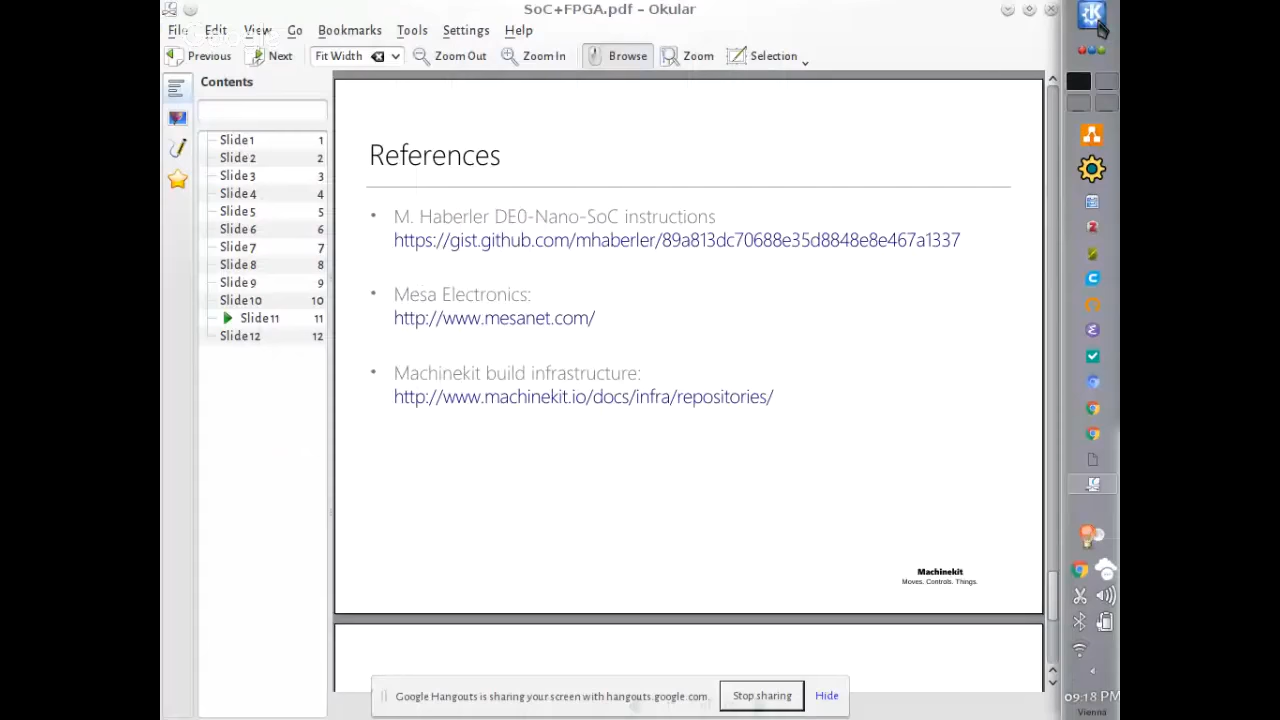 SoC+FPGA.pdf – Okular
File Edit View Go Bookmarks Tools Settings Help
Previous Next Fit Width Zoom Out Zoom In Browse Zoom Selection
Contents
Slide1 1
Slide2 2
Slide3 3
Slide4 4
Slide5 5
Slide6 6
Slide7 7
Slide8 8
Slide9 9
Slide10 10
Slide11 11
Slide12 12
References
• M. Haberler DE0-Nano-SoC instructions
https://gist.github.com/mhaberler/89a813dc70688e35d8848e8e467a1337
• Mesa Electronics:
http://www.mesanet.com/
• Machinekit build infrastructure:
http://www.machinekit.io/docs/infra/repositories/
Machinekit
Moves. Controls. Things.
Google Hangouts is sharing your screen with hangouts.google.com.
Stop sharing
Hide
09:18 PM
Vienna